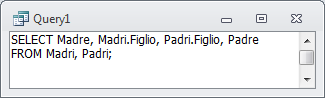 Query1
SELECT Madre, Madri.Figlio, Padri.Figlio, Padre
FROM Madri, Padri;